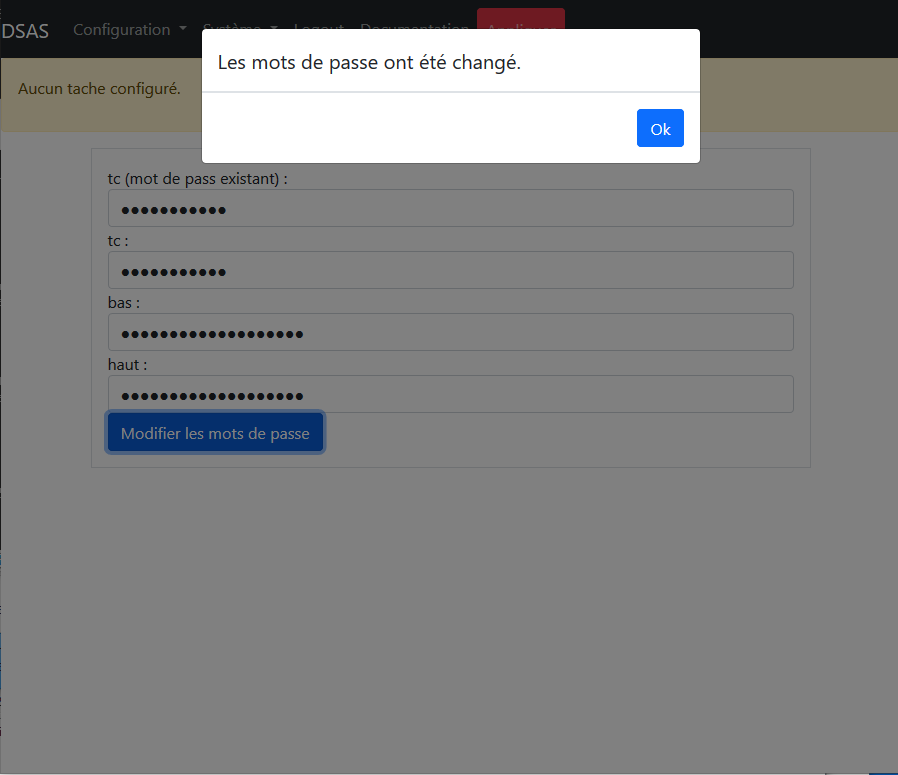 DSAS Configuration Système Logout Documentation Appliquer
Les mots de passe ont été changé.
Aucun tache configuré.
Ok
tc (mot de pass existant) :
●●●●●●●●●●●
tc :
●●●●●●●●●●●
bas :
●●●●●●●●●●●●●●●●●●●
haut :
●●●●●●●●●●●●●●●●●●●
Modifier les mots de passe